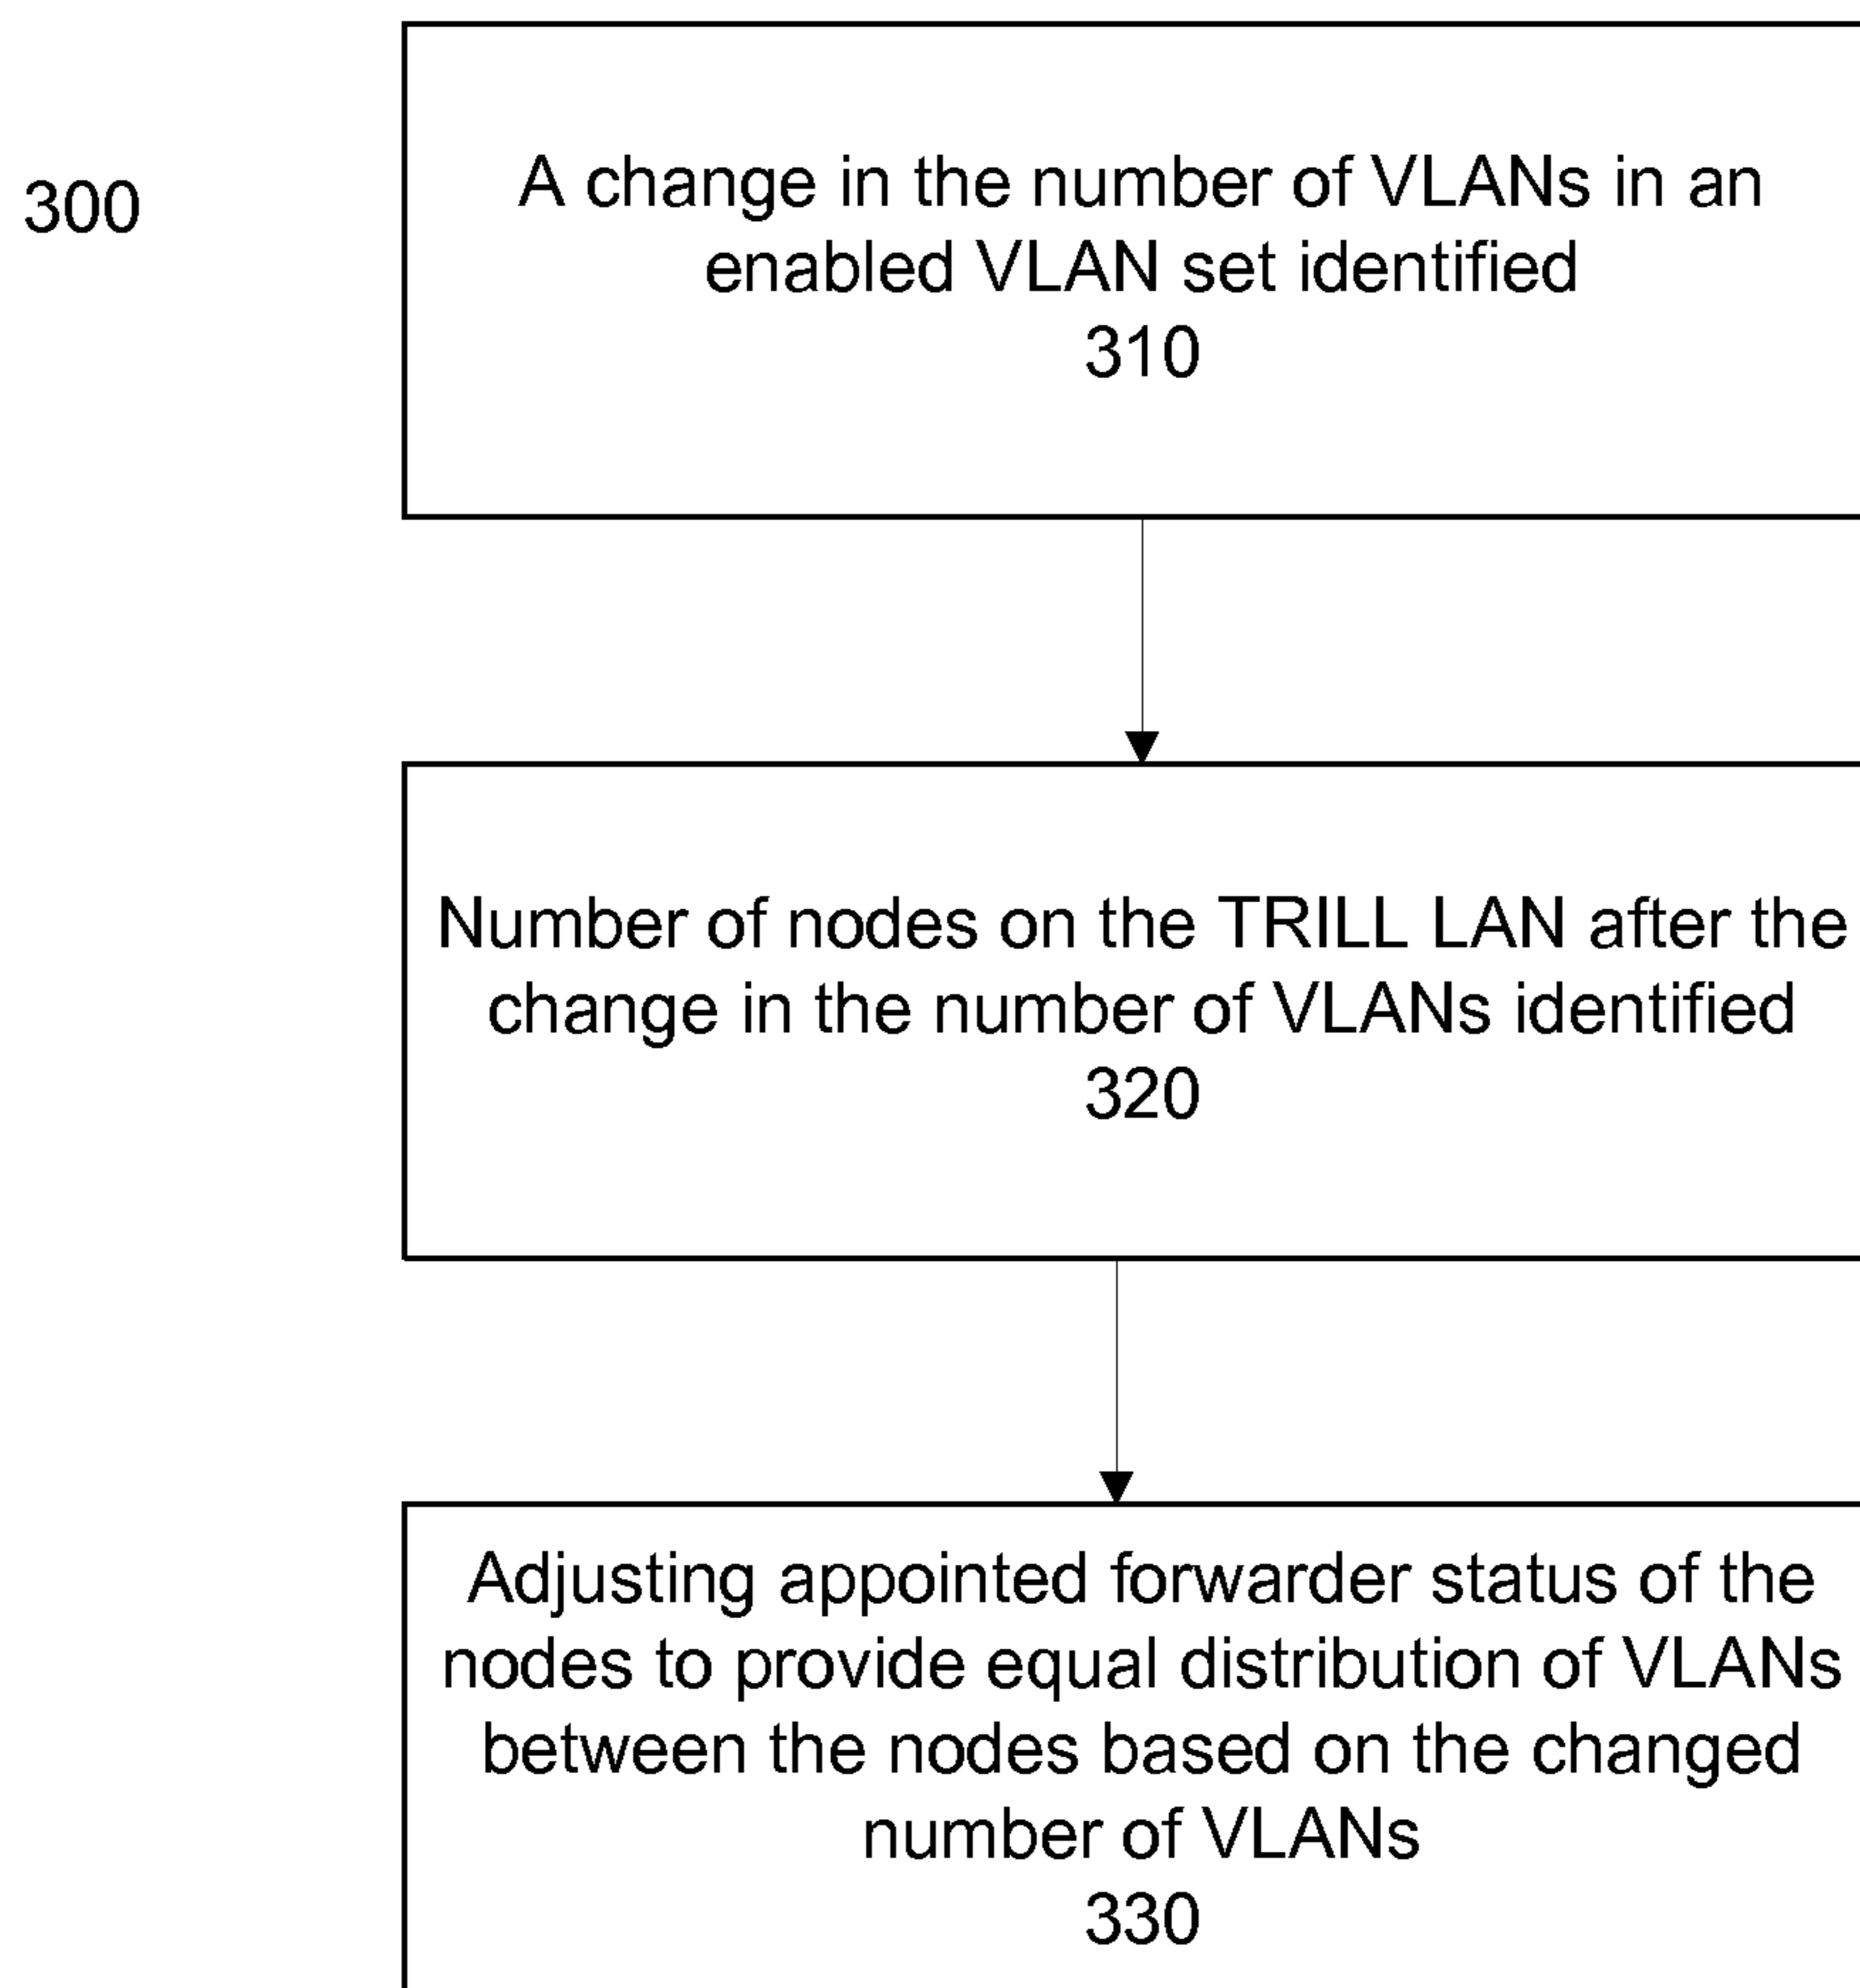 300
A change in the number of VLANs in an
enabled VLAN set identified
310
Number of nodes on the TRILL LAN after the
change in the number of VLANs identified
320
Adjusting appointed forwarder status of the
nodes to provide equal distribution of VLANs
between the nodes based on the changed
number of VLANs
330